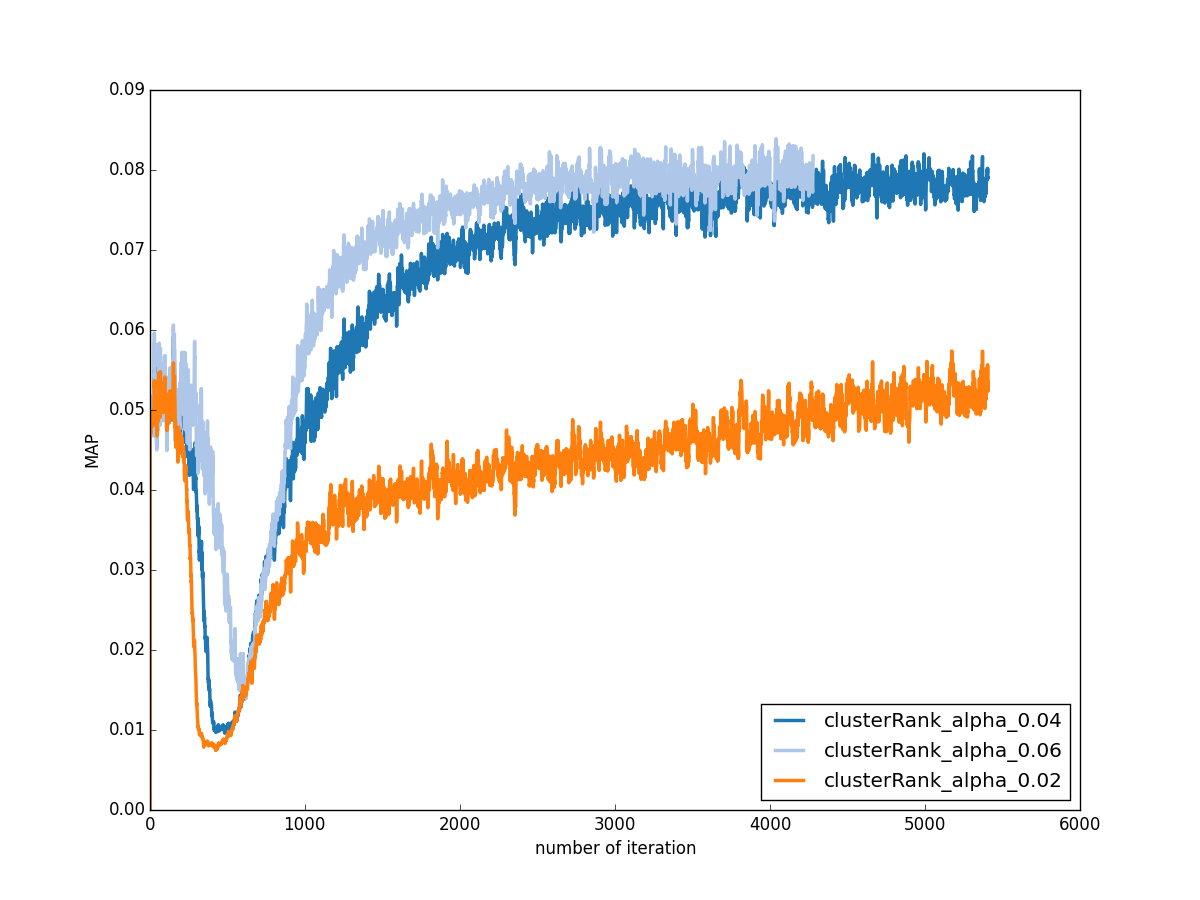 0.09
0.08
0.07
0.06
0.05
0.04
0.03
0.02
0.01
0.00
MAP
0 1000 2000 3000 4000 5000 6000
number of iteration
clusterRank_alpha_0.04
clusterRank_alpha_0.06
clusterRank_alpha_0.02